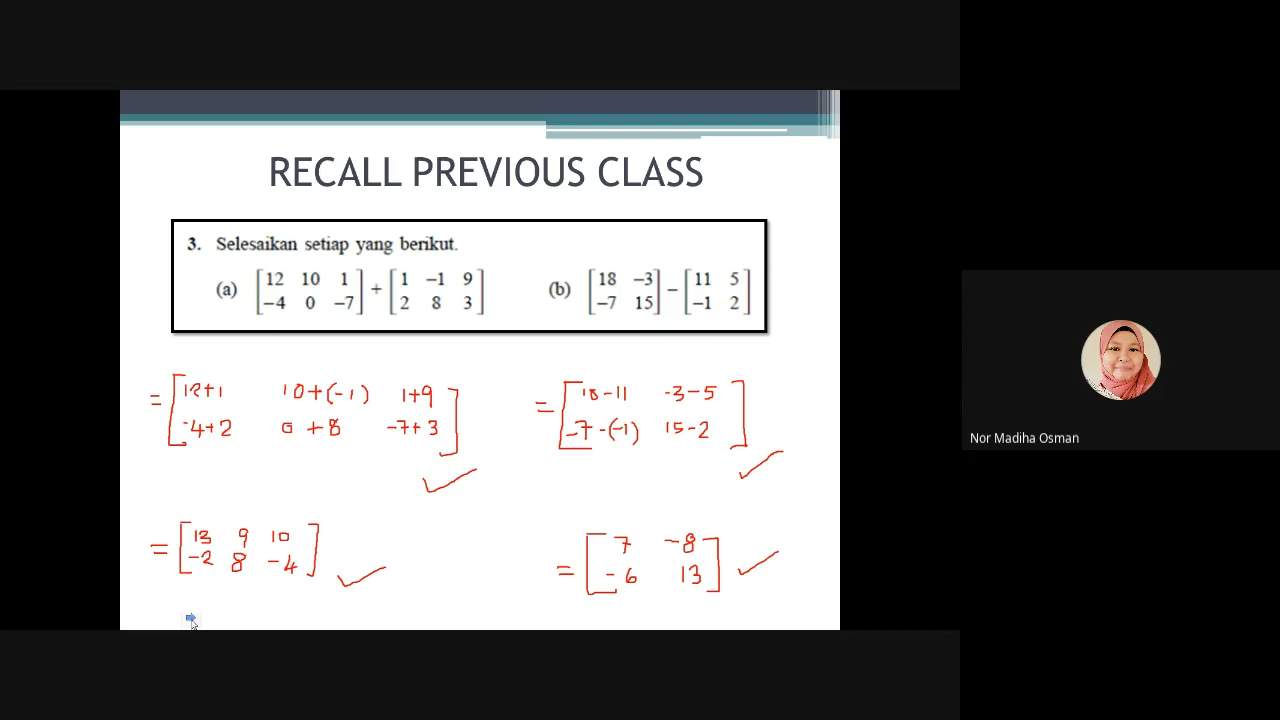 RECALL PREVIOUS CLASS
3. Selesaikan setiap yang berikut.
(a) [12 10 1; -4 0 -7] + [1 -1 9; 2 8 3]
(b) [18 -3; -7 15] - [11 5; -1 2]
= [12+1 10+(-1) 1+9; -4+2 0+8 -7+3]
= [18-11 -3-5; -7-(-1) 15-2]
= [13 9 10; -2 8 -4]
= [7 -8; -6 13]
Nor Madiha Osman